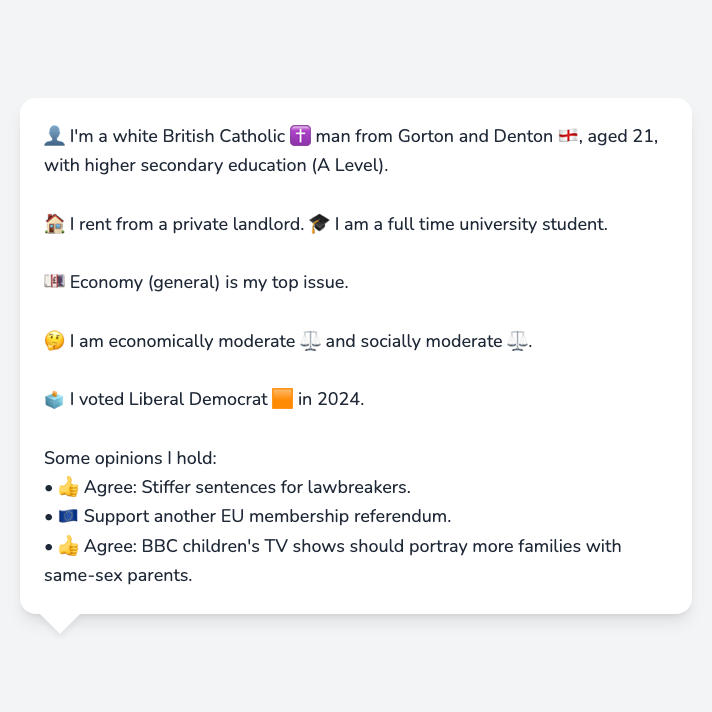 👤 I'm a white British Catholic ✝️ man from Gorton and Denton 🏴󠁧󠁢󠁥󠁮󠁧󠁿, aged 21,
with higher secondary education (A Level).
🏠 I rent from a private landlord. 🎓 I am a full time university student.
💷 Economy (general) is my top issue.
🤔 I am economically moderate ⚖️ and socially moderate ⚖️.
🗳️ I voted Liberal Democrat 🟧 in 2024.
Some opinions I hold:
• 👍 Agree: Stiffer sentences for lawbreakers.
• 🇪🇺 Support another EU membership referendum.
• 👍 Agree: BBC children's TV shows should portray more families with
same-sex parents.